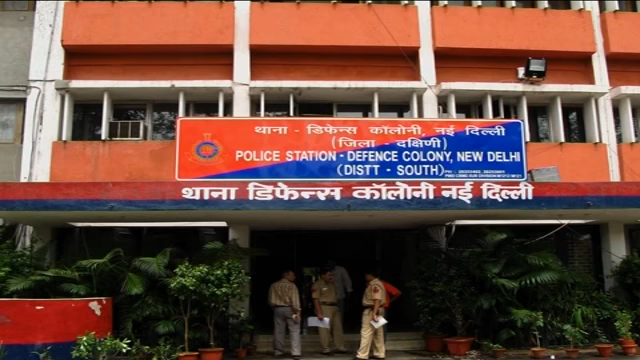 थाना - डिफेन्स कॉलोनी, नई दिल्ली
(जिला - दक्षिणी)
POLICE STATION - DEFENCE COLONY, NEW DELHI
(DISTT - SOUTH)
थाना डिफेन्स कॉलोनी नई दिल्ली